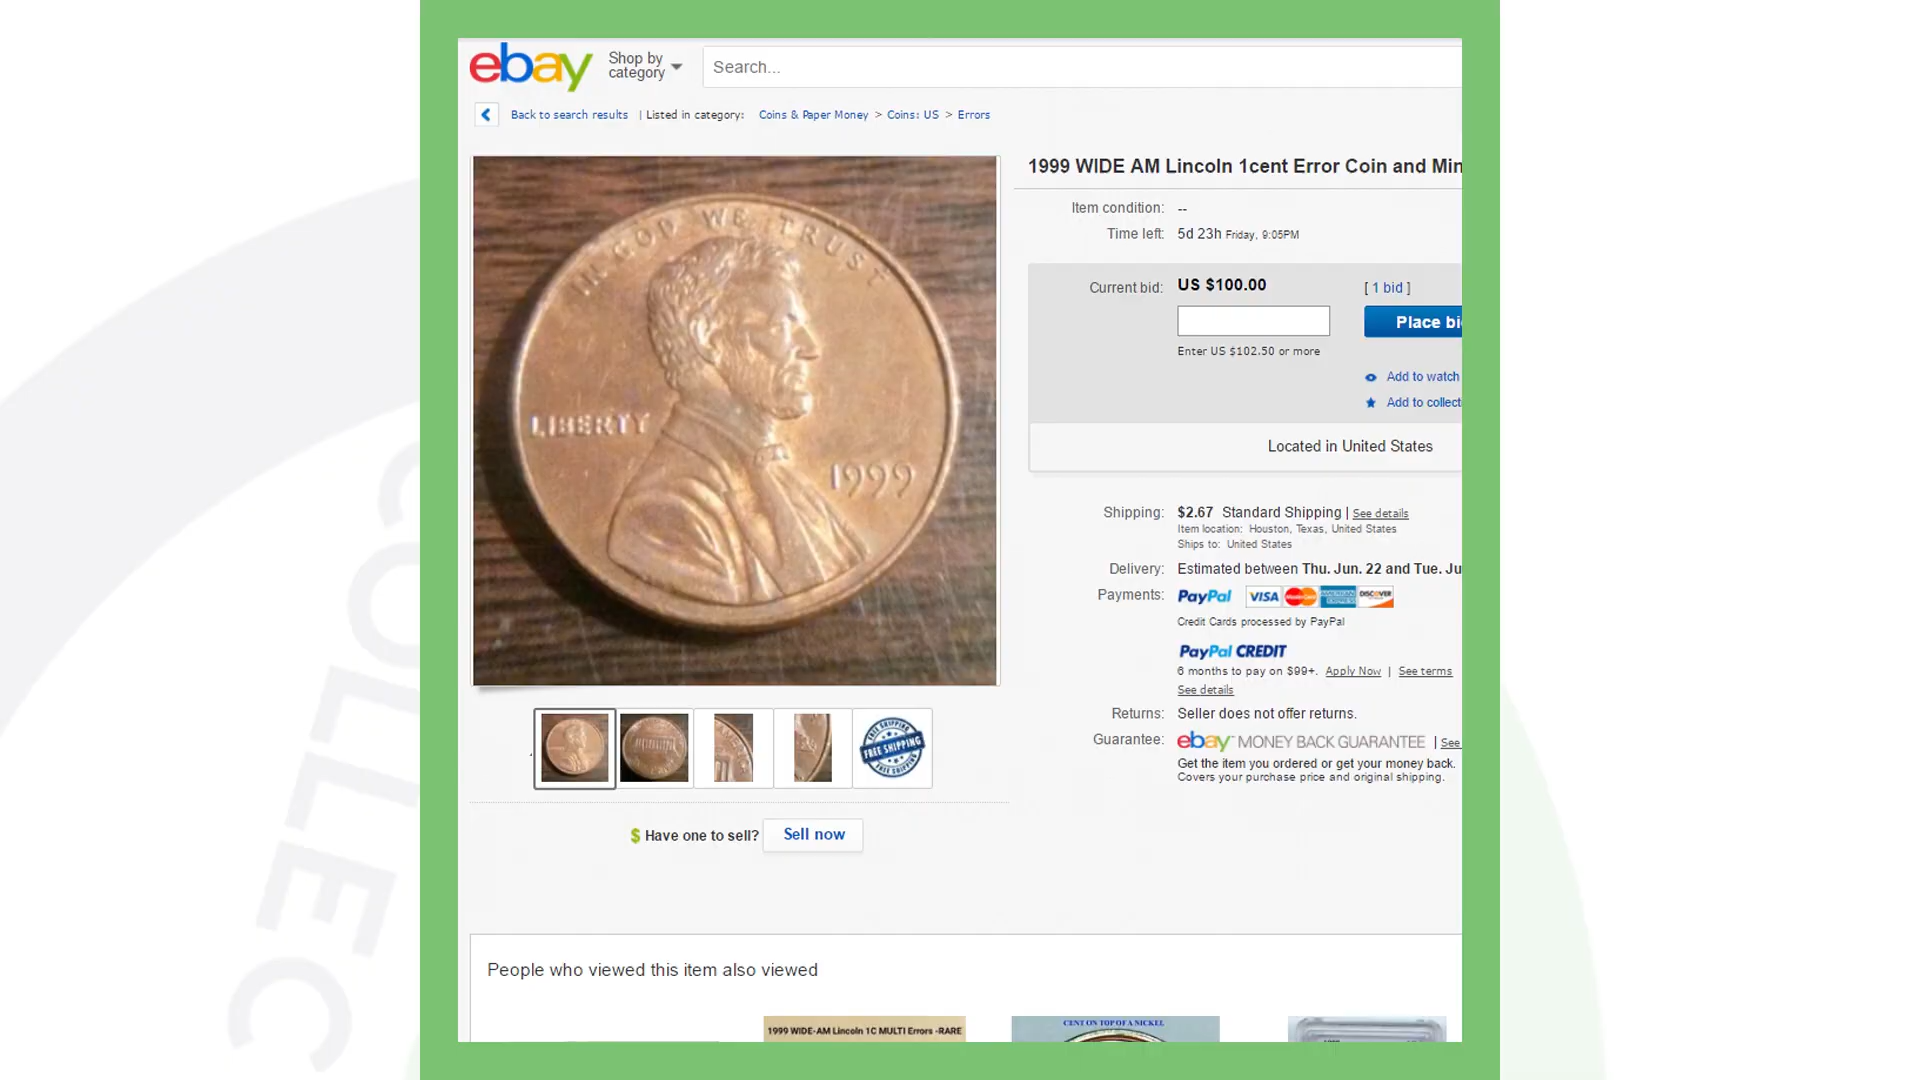 ebay
Shop by
category
Search...
Back to search results | Listed in category: Coins & Paper Money > Coins: US > Errors
1999 WIDE AM Lincoln 1cent Error Coin and Min
Item condition: --
Time left: 5d 23h Friday, 9:05PM
Current bid: US $100.00 [ 1 bid ]
Place bi
Enter US $102.50 or more
Add to watch
Add to collect
Located in United States
IN GOD WE TRUST
LIBERTY
1999
Shipping: $2.67 Standard Shipping | See details
Item location: Houston, Texas, United States
Ships to: United States
Delivery: Estimated between Thu. Jun. 22 and Tue. Ju
Payments: PayPal VISA MasterCard AMERICAN EXPRESS DISCOVER
Credit Cards processed by PayPal
PayPal CREDIT
6 months to pay on $99+. Apply Now | See terms
See details
Returns: Seller does not offer returns.
Guarantee: ebay MONEY BACK GUARANTEE | See
Get the item you ordered or get your money back.
Covers your purchase price and original shipping.
FREE SHIPPING
FREE SHIPPING
FREE SHIPPING
$ Have one to sell? Sell now
People who viewed this item also viewed
1999 WIDE-AM Lincoln 1C MULTI Errors -RARE
CENT ON TOP OF A NICKEL
COLLEC